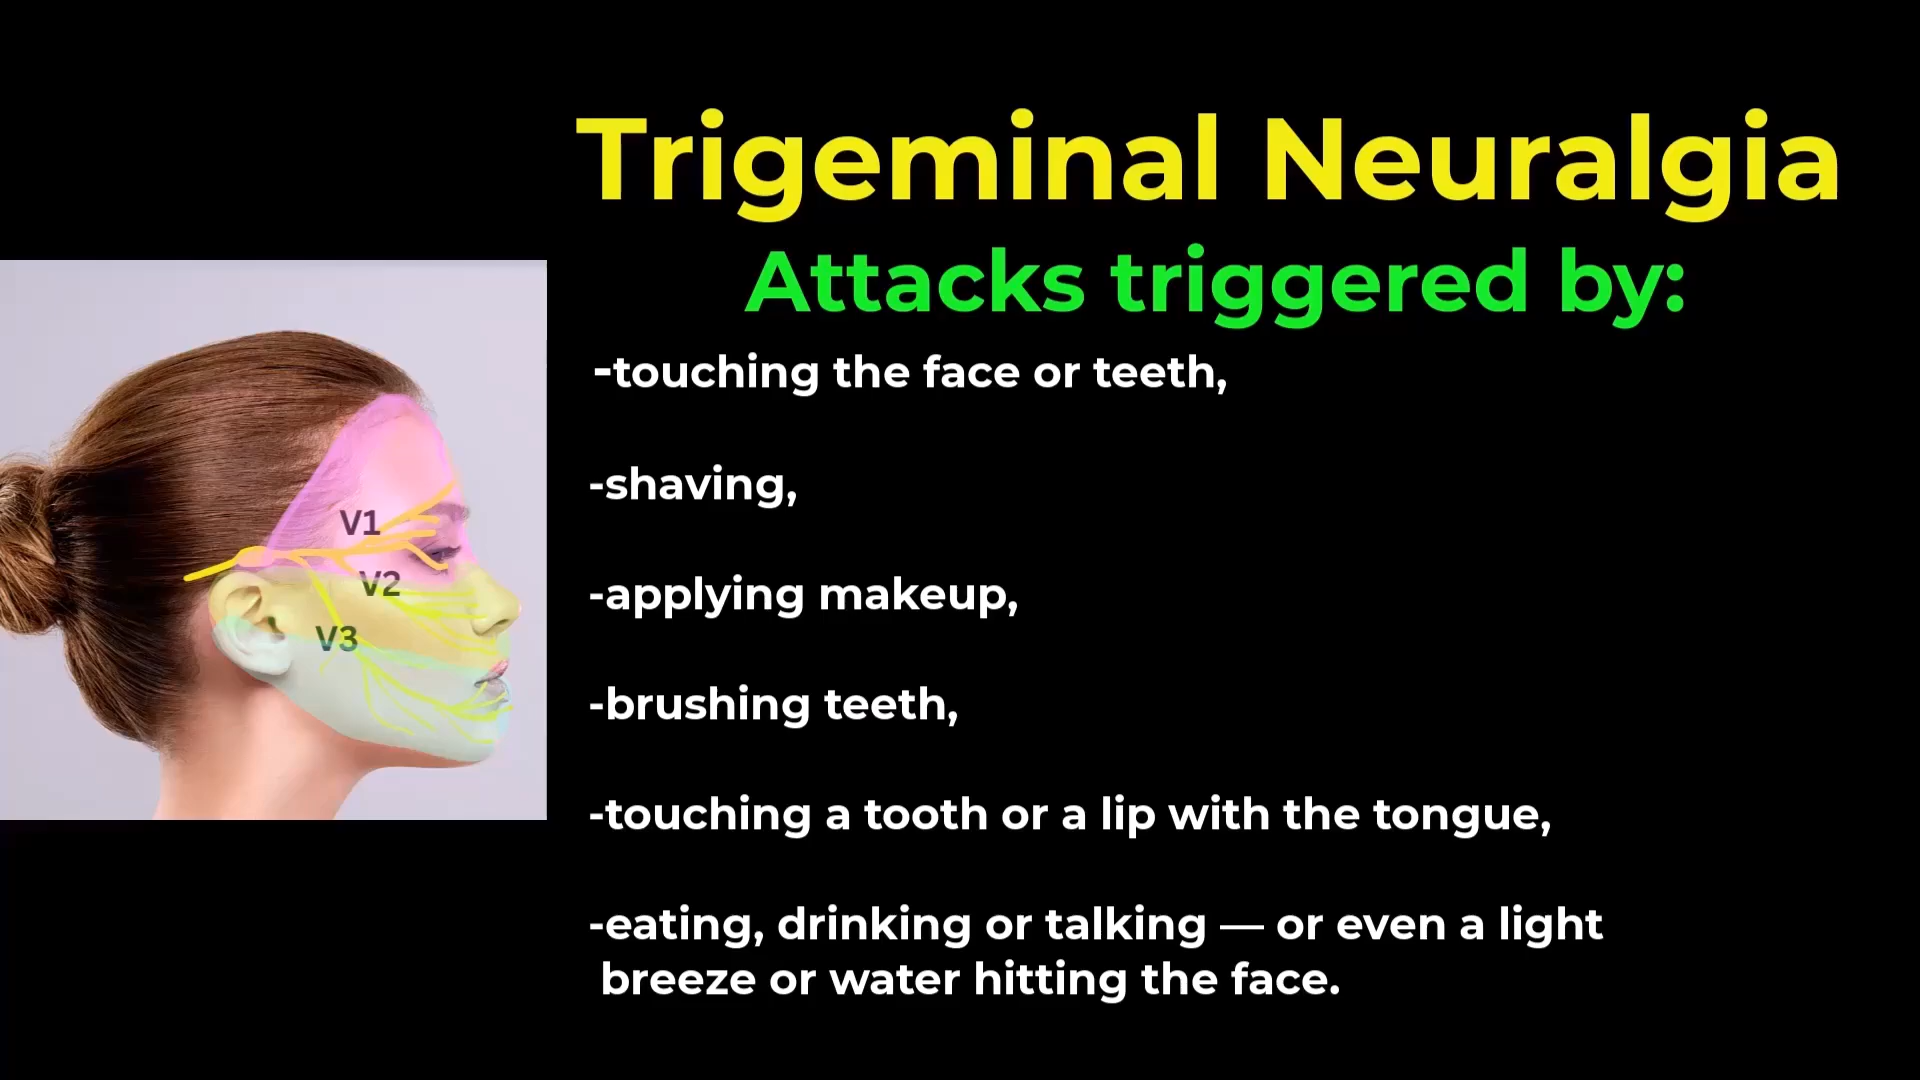 Trigeminal Neuralgia
Attacks triggered by:
-touching the face or teeth,
-shaving,
-applying makeup,
-brushing teeth,
-touching a tooth or a lip with the tongue,
-eating, drinking or talking — or even a light
breeze or water hitting the face.
V1
V2
V3